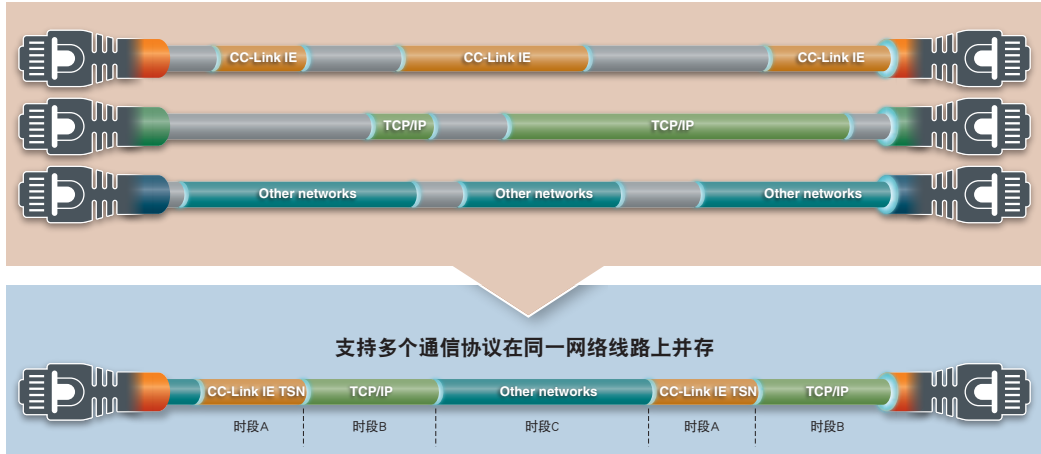 CC-Link IE CC-Link IE CC-Link IE
TCP/IP TCP/IP
Other networks Other networks Other networks
支持多个通信协议在同一网络线路上并存
CC-Link IE TSN TCP/IP Other networks CC-Link IE TSN TCP/IP
时段A 时段B 时段C 时段A 时段B